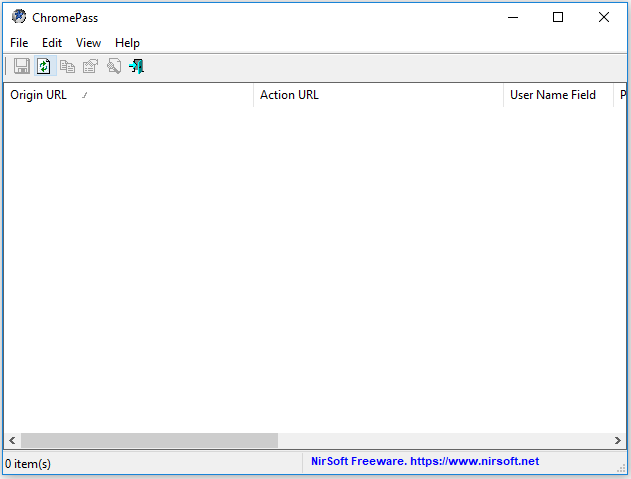 ChromePass
File Edit View Help
Origin URL Action URL User Name Field P
0 item(s) NirSoft Freeware. https://www.nirsoft.net